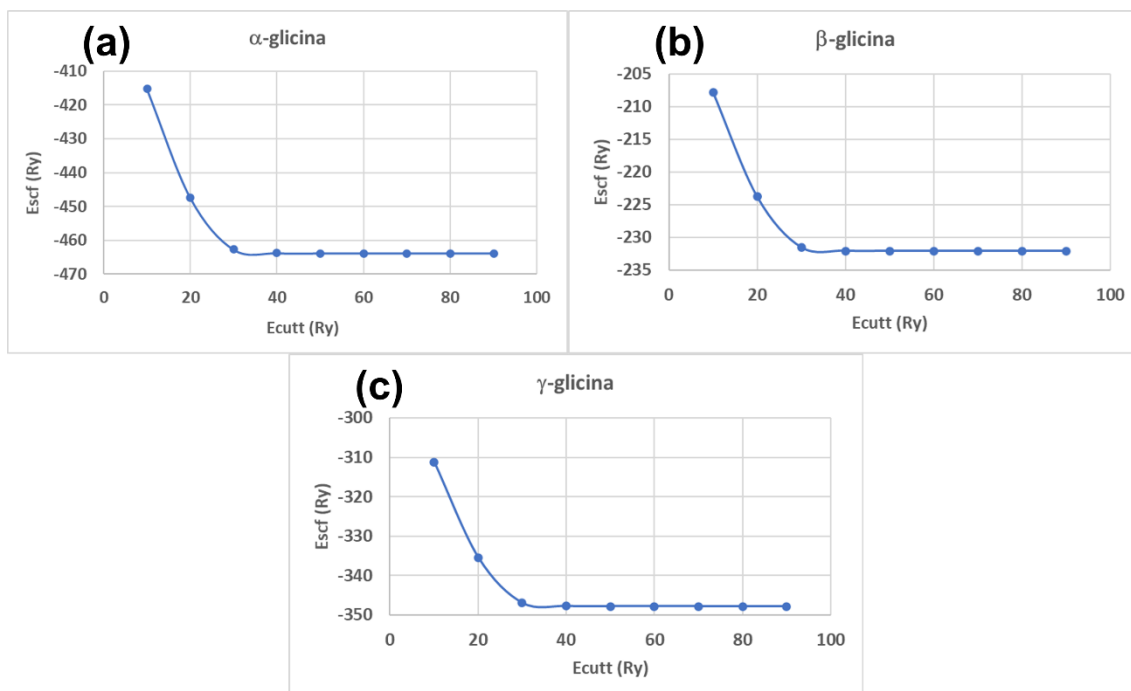 (a)
α-glicina
-410
-420
-430
-440
-450
-460
-470
Escf (Ry)
0 20 40 60 80 100
Ecutt (Ry)
(b)
β-glicina
-205
-210
-215
-220
-225
-230
-235
Escf (Ry)
0 20 40 60 80 100
Ecutt (Ry)
(c)
γ-glicina
-300
-310
-320
-330
-340
-350
Escf (Ry)
0 20 40 60 80 100
Ecutt (Ry)